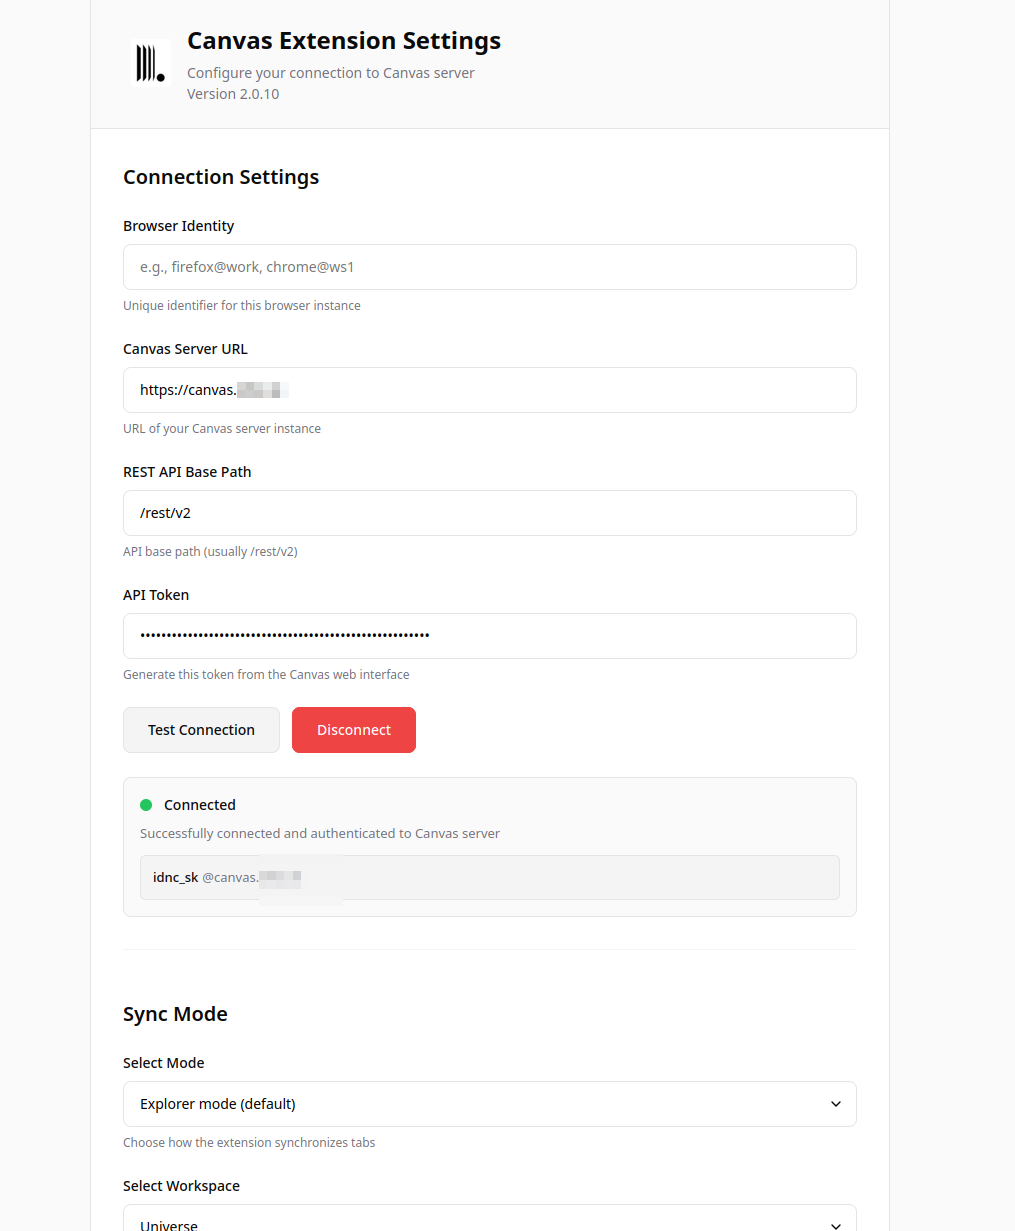 Canvas Extension Settings
Configure your connection to Canvas server
Version 2.0.10
Connection Settings
Browser Identity
e.g., firefox@work, chrome@ws1
Unique identifier for this browser instance
Canvas Server URL
https://canvas.
URL of your Canvas server instance
REST API Base Path
/rest/v2
API base path (usually /rest/v2)
API Token
Generate this token from the Canvas web interface
Test Connection
Disconnect
Connected
Successfully connected and authenticated to Canvas server
idnc_sk @canvas.
Sync Mode
Select Mode
Explorer mode (default)
Choose how the extension synchronizes tabs
Select Workspace
Universe